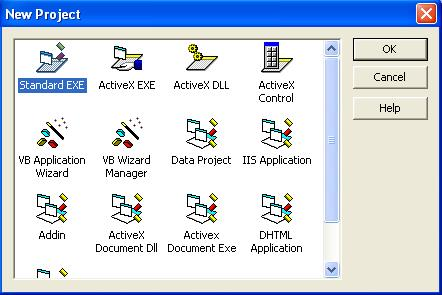 New Project
Standard EXE
ActiveX EXE
ActiveX DLL
ActiveX
Control
VB Application
Wizard
VB Wizard
Manager
Data Project
IIS Application
Addin
ActiveX
Document Dll
Activex
Document Exe
DHTML
Application
OK
Cancel
Help